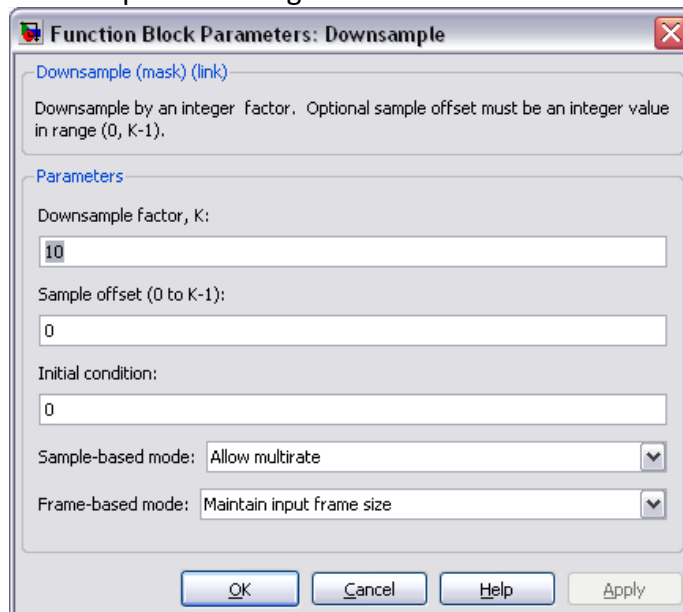 Function Block Parameters: Downsample
Downsample (mask) (link)
Downsample by an integer factor. Optional sample offset must be an integer value
in range (0, K-1).
Parameters
Downsample factor, K:
10
Sample offset (0 to K-1):
0
Initial condition:
0
Sample-based mode: Allow multirate
Frame-based mode: Maintain input frame size
OK Cancel Help Apply